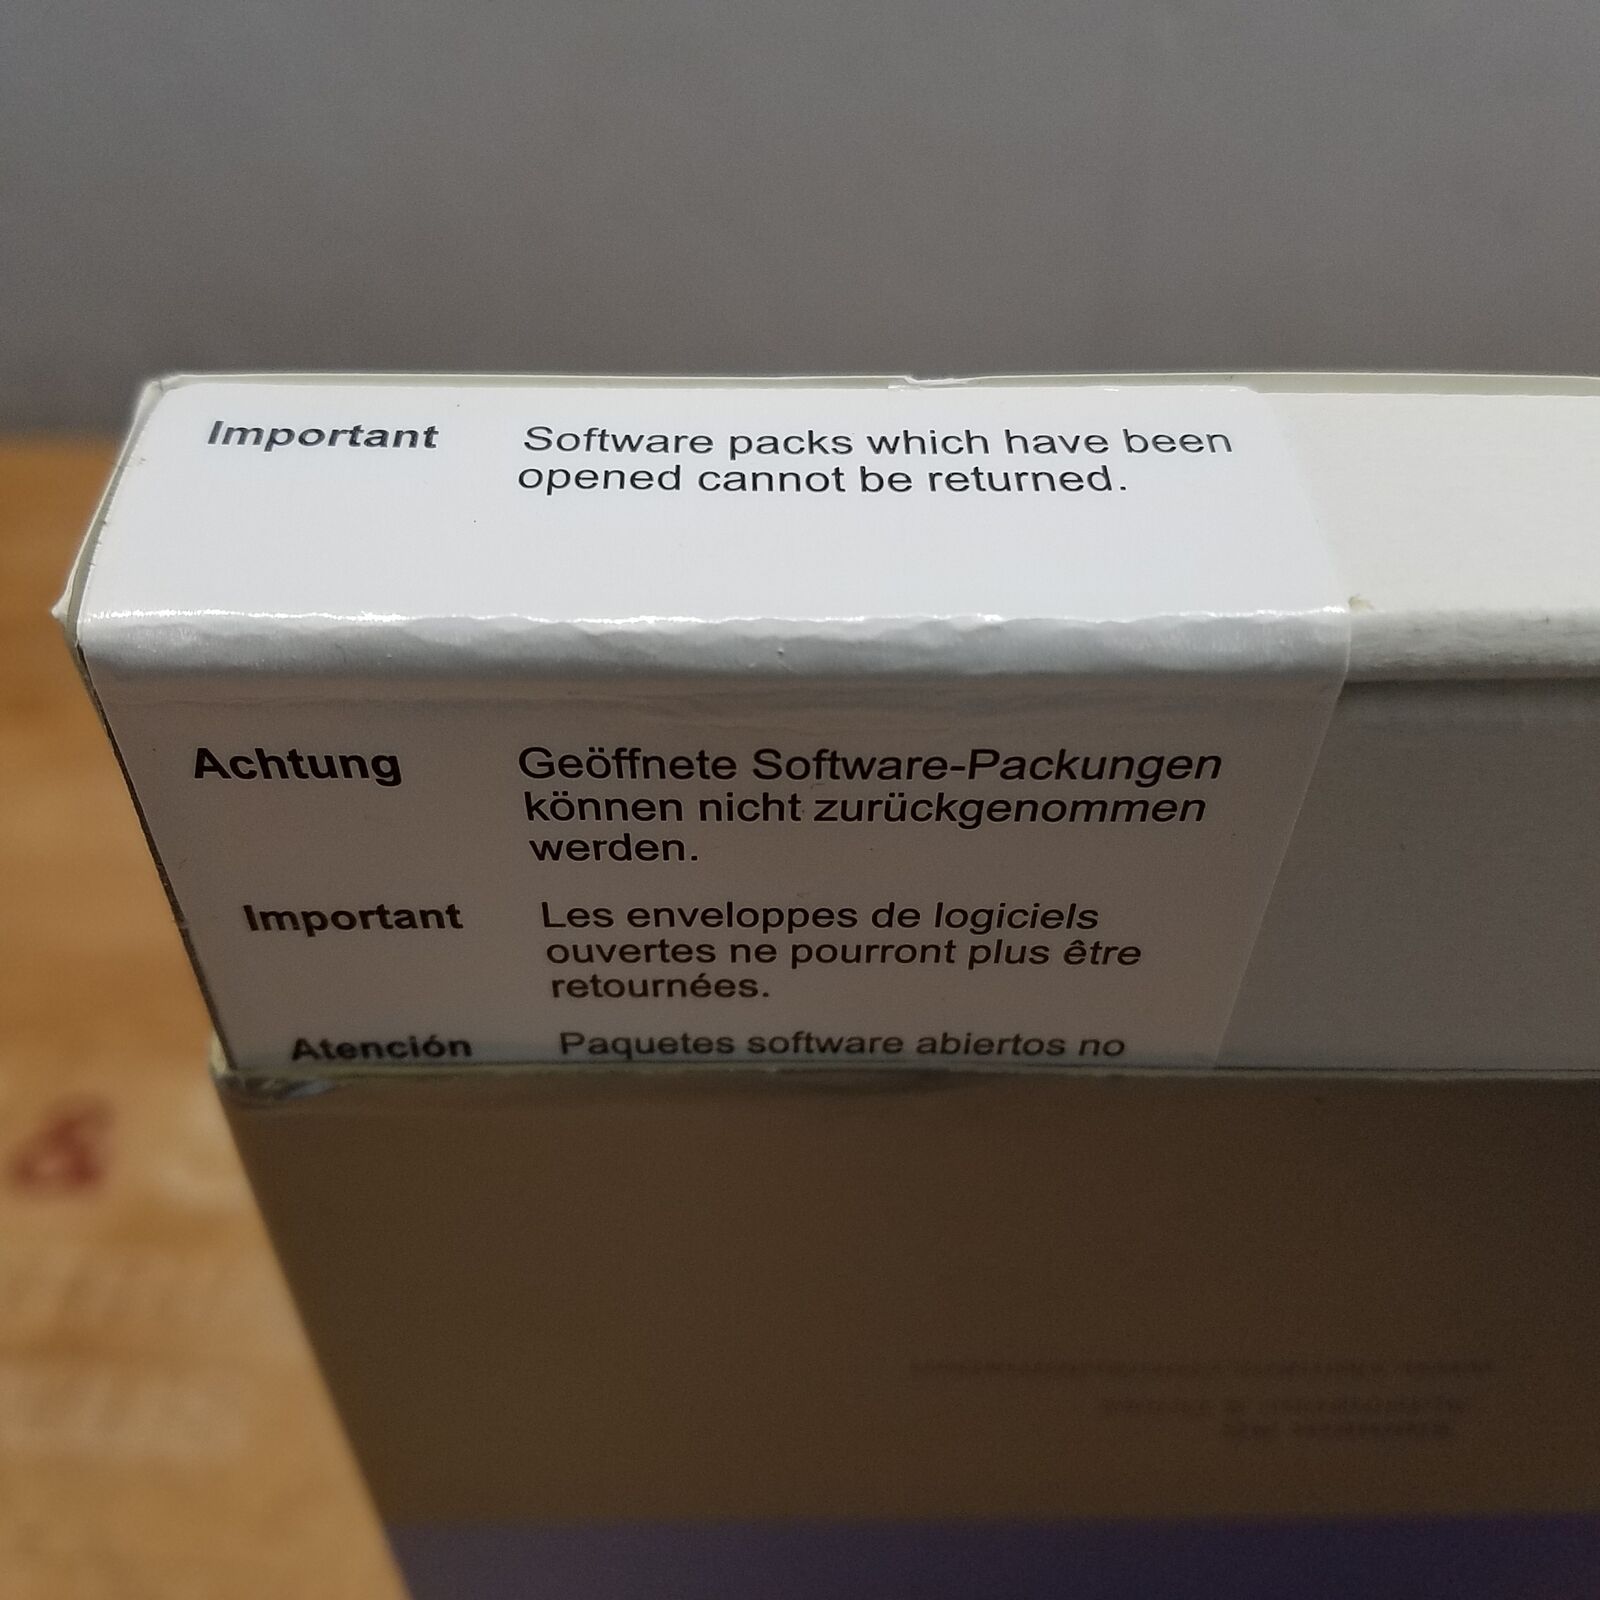 Important Software packs which have been
opened cannot be returned.
Achtung Geöffnete Software-Packungen
können nicht zurückgenommen
werden.
Important Les enveloppes de logiciels
ouvertes ne pourront plus être
retournées.
Atención Paquetes software abiertos no